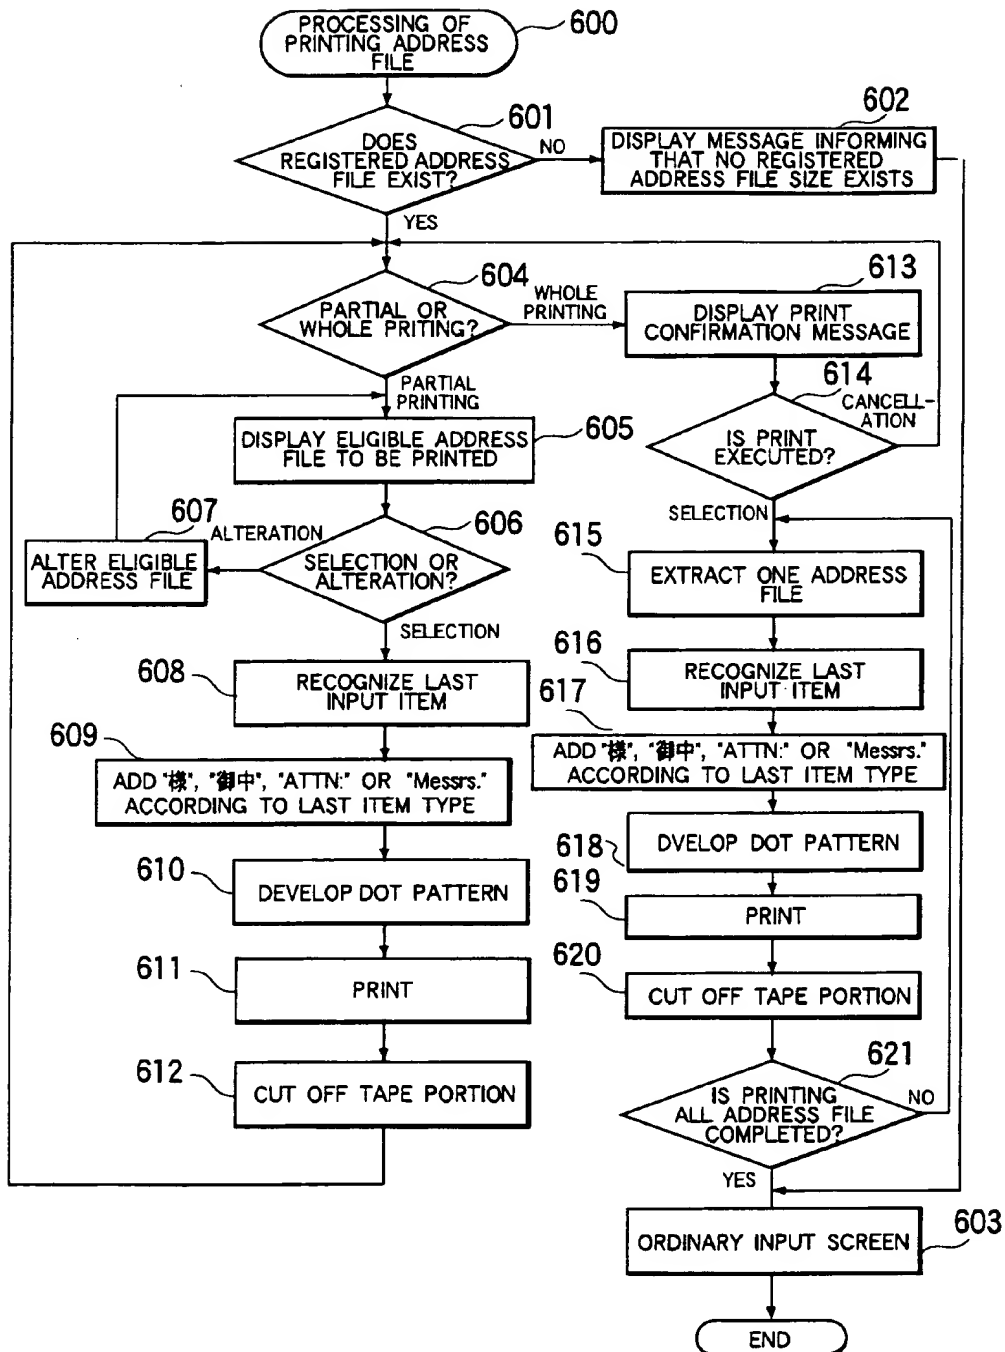 PROCESSING OF
PRINTING ADDRESS
FILE
600
601
DOES
REGISTERED ADDRESS
FILE EXIST?
NO
602
DISPLAY MESSAGE INFORMING
THAT NO REGISTERED
ADDRESS FILE SIZE EXISTS
YES
604
PARTIAL OR
WHOLE PRITING?
WHOLE
PRINTING
613
DISPLAY PRINT
CONFIRMATION MESSAGE
PARTIAL
PRINTING
614
CANCELL-
ATION
IS PRINT
EXECUTED?
DISPLAY ELIGIBLE ADDRESS
FILE TO BE PRINTED
605
607
ALTERATION
ALTER ELIGIBLE
ADDRESS FILE
606
SELECTION OR
ALTERATION?
SELECTION
SELECTION
615
EXTRACT ONE ADDRESS
FILE
608
RECOGNIZE LAST
INPUT ITEM
616
RECOGNIZE LAST
INPUT ITEM
609
ADD "様", "御中", "ATTN:" OR "Messrs."
ACCORDING TO LAST ITEM TYPE
617
ADD "様", "御中", "ATTN:" OR "Messrs."
ACCORDING TO LAST ITEM TYPE
610
DEVELOP DOT PATTERN
618
DVELOP DOT PATTERN
611
PRINT
619
PRINT
612
CUT OFF TAPE PORTION
620
CUT OFF TAPE PORTION
621
IS PRINTING
ALL ADDRESS FILE
COMPLETED?
NO
YES
603
ORDINARY INPUT SCREEN
END